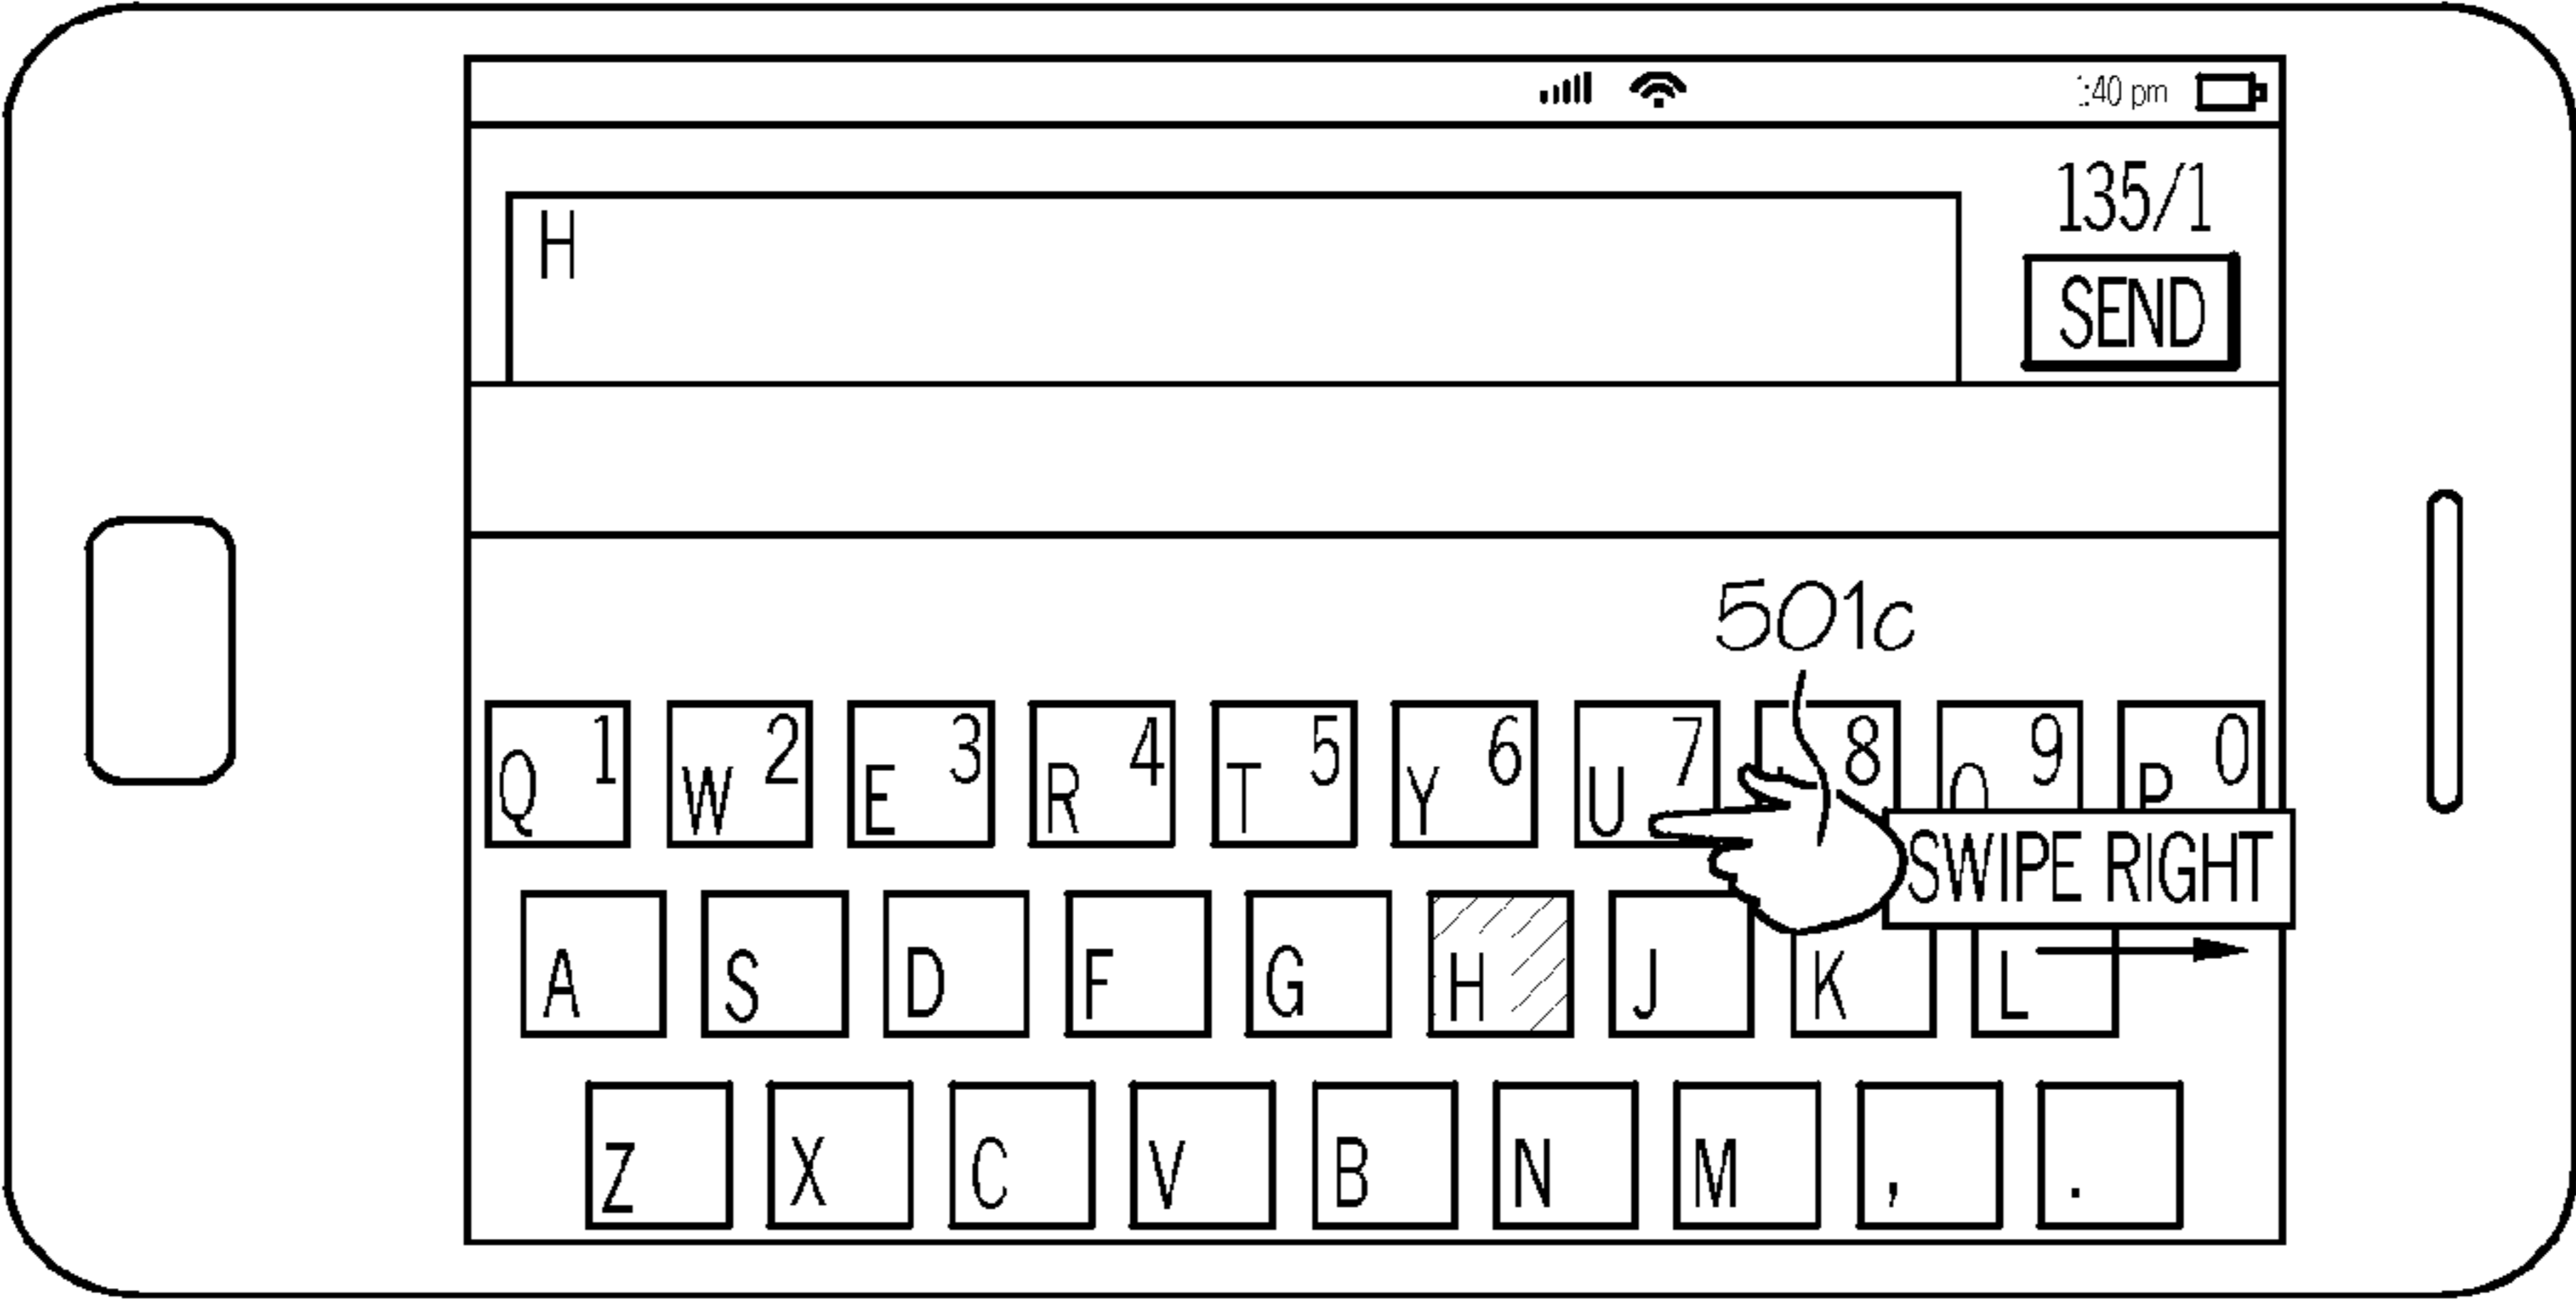 :40 pm
135/1
H
SEND
501c
Q 1 W 2 E 3 R 4 T 5 Y 6 U 7 8 O 9 P 0
SWIPE RIGHT
A S D F G H J K L
Z X C V B N M , .